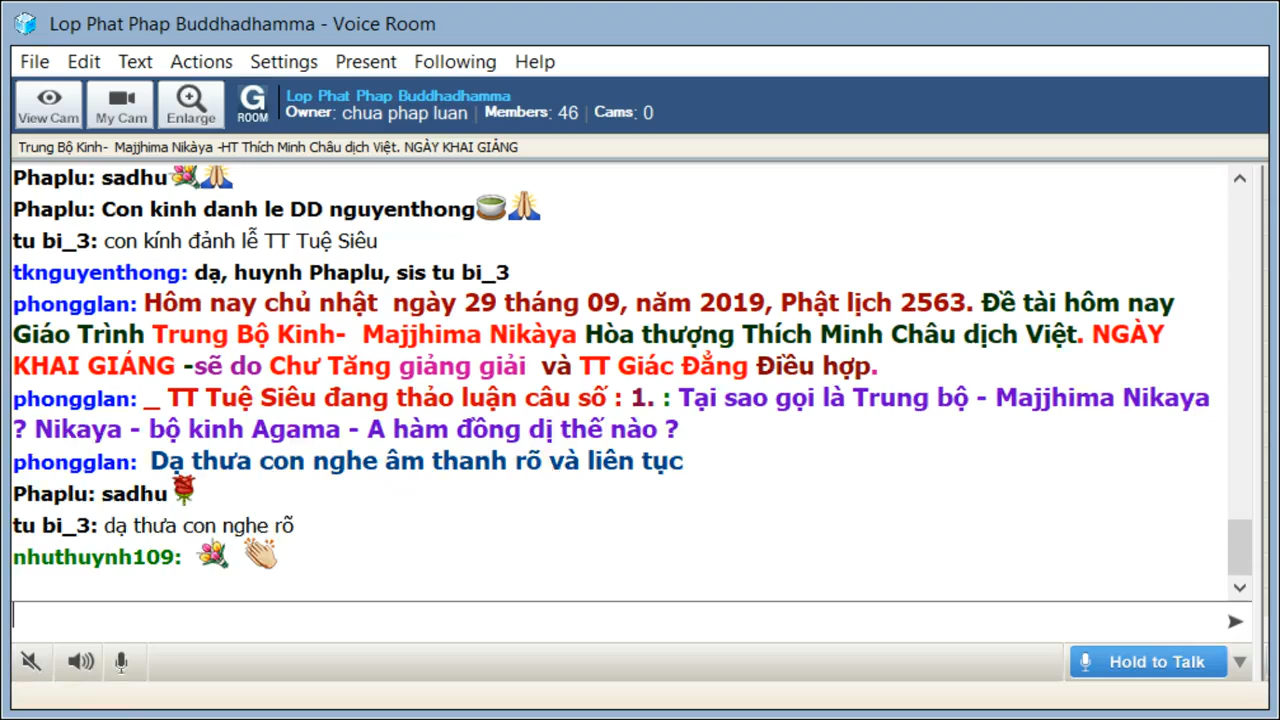 Lop Phat Phap Buddhadhamma - Voice Room
File Edit Text Actions Settings Present Following Help
View Cam My Cam Enlarge G ROOM Lop Phat Phap Buddhadhamma
Owner: chua phap luan | Members: 46 | Cams: 0
Trung Bộ Kinh- Majjhima Nikàya -HT Thích Minh Châu dịch Việt. NGÀY KHAI GIẢNG
Phaplu: sadhu
Phaplu: Con kinh danh le DD nguyenthong
tu bi_3: con kính đảnh lễ TT Tuệ Siêu
tknguyenthong: dạ, huynh Phaplu, sis tu bi_3
phongglan: Hôm nay chủ nhật ngày 29 tháng 09, năm 2019, Phật lịch 2563. Đề tài hôm nay
Giáo Trình Trung Bộ Kinh- Majjhima Nikàya Hòa thượng Thích Minh Châu dịch Việt. NGÀY
KHAI GIÁNG -sẽ do Chư Tăng giảng giải và TT Giác Đẳng Điều hợp.
phongglan: _ TT Tuệ Siêu đang thảo luận câu số : 1. : Tại sao gọi là Trung bộ - Majjhima Nikaya
? Nikaya - bộ kinh Agama - A hàm đồng dị thế nào ?
phongglan: Dạ thưa con nghe âm thanh rõ và liên tục
Phaplu: sadhu
tu bi_3: dạ thưa con nghe rõ
nhuthuynh109:
Hold to Talk